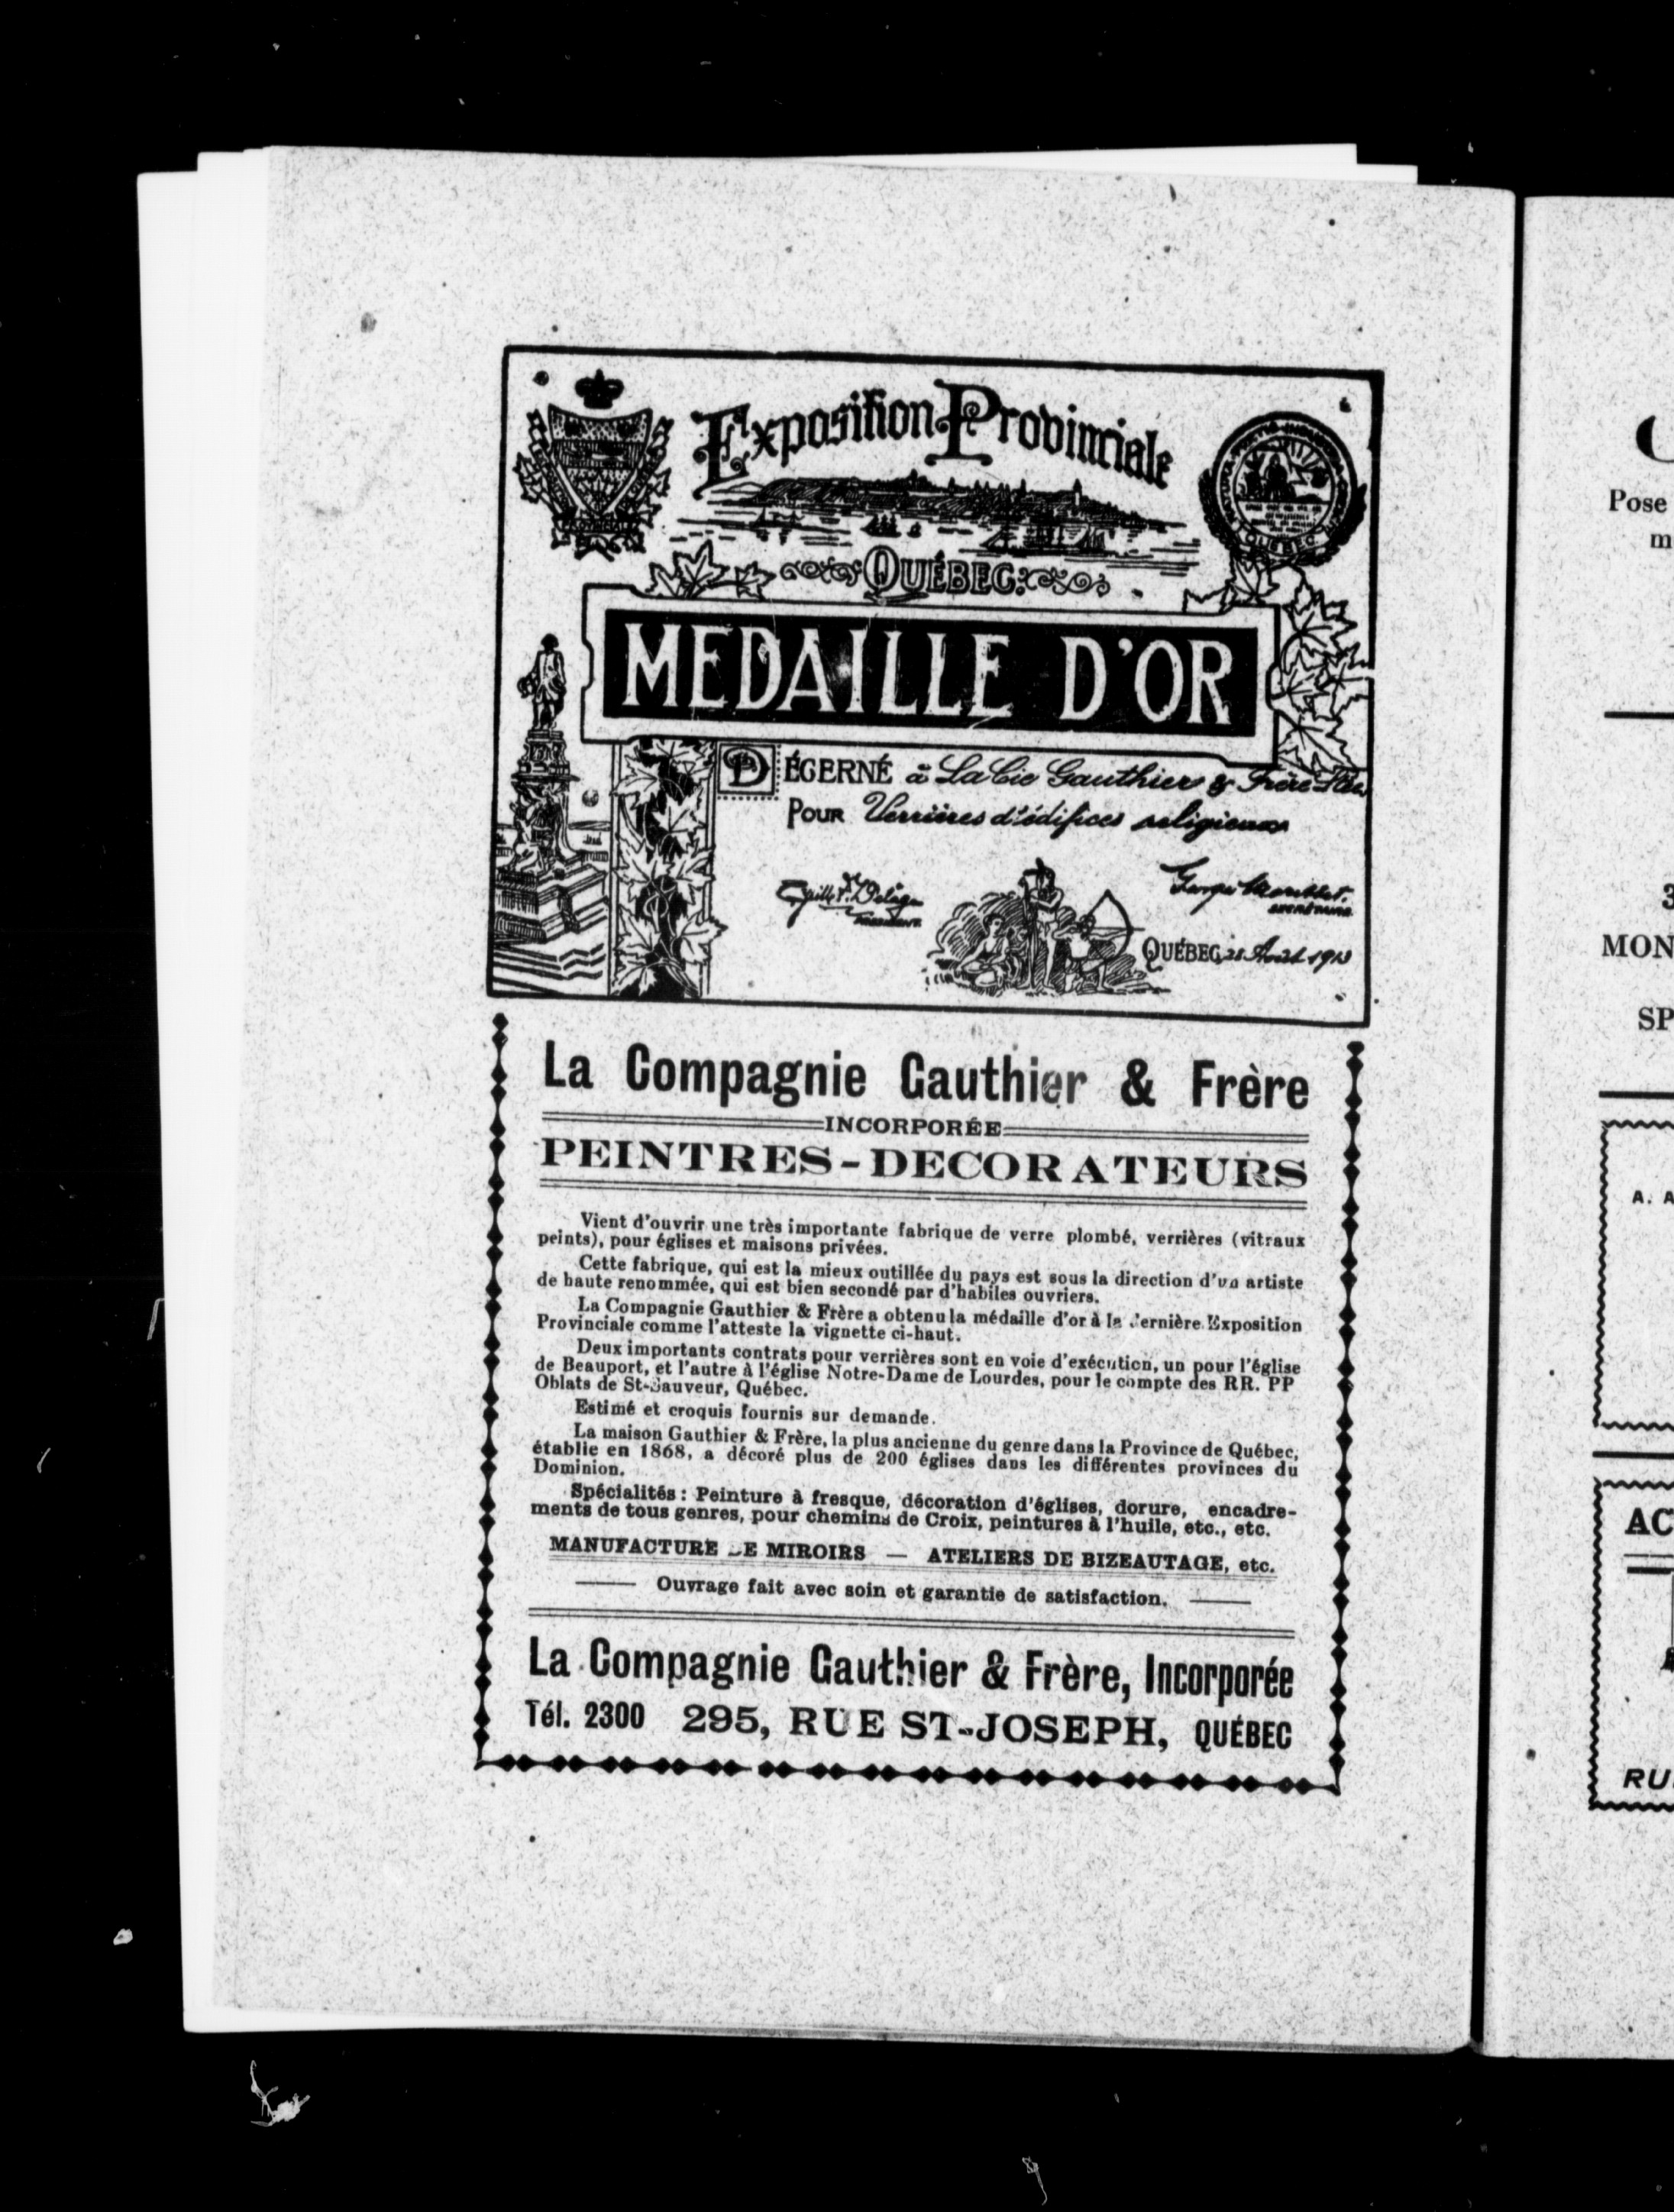 Exposition Provinciale
QUÉBEC
QUÉBEC.
MEDAILLE D'OR
DÉCERNÉ à La Cie Gauthier & Frère
POUR Verrières d'édifices religieux
PRÉSIDENT
SECRÉTAIRE
QUÉBEC, Août
La Compagnie Gauthier & Frère
INCORPORÉE
PEINTRES-DECORATEURS
Vient d'ouvrir une très importante fabrique de verre plombé, verrières (vitraux
peints), pour églises et maisons privées.
Cette fabrique, qui est la mieux outillée du pays est sous la direction d'un artiste
de haute renommée, qui est bien secondé par d'habiles ouvriers.
La Compagnie Gauthier & Frère a obtenu la médaille d'or à la dernière Exposition
Provinciale comme l'atteste la vignette ci-haut.
Deux importants contrats pour verrières sont en voie d'exécution, un pour l'église
de Beauport, et l'autre à l'église Notre-Dame de Lourdes, pour le compte des RR. PP
Oblats de St-Sauveur, Québec.
Estimé et croquis fournis sur demande.
La maison Gauthier & Frère, la plus ancienne du genre dans la Province de Québec,
établie en 1868, a décoré plus de 200 églises dans les différentes provinces du
Dominion.
Spécialités : Peinture à fresque, décoration d'églises, dorure, encadre-
ments de tous genres, pour chemins de Croix, peintures à l'huile, etc., etc.
MANUFACTURE DE MIROIRS — ATELIERS DE BIZEAUTAGE, etc.
Ouvrage fait avec soin et garantie de satisfaction.
La Compagnie Gauthier & Frère, Incorporée
Tél. 2300 295, RUE ST-JOSEPH, QUÉBEC
Pose
m
3
MON
SP
A. A
AC
RU